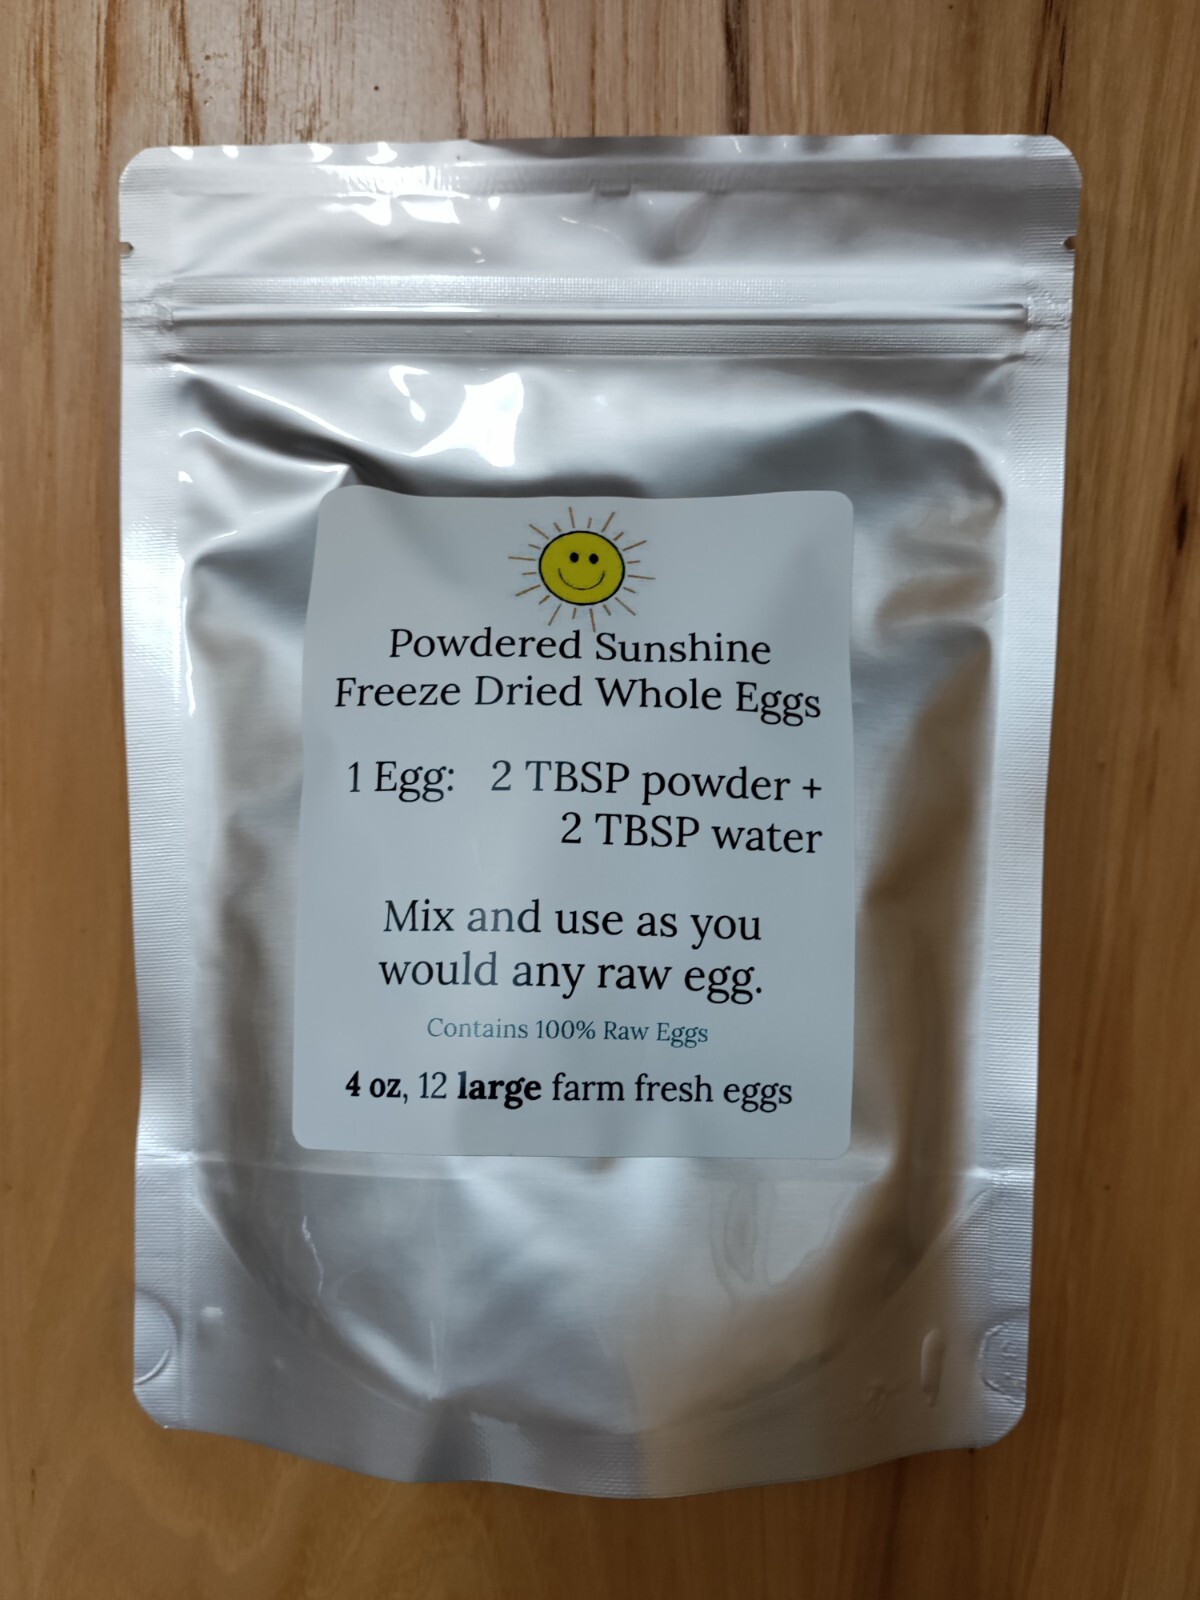 Powdered Sunshine
Freeze Dried Whole Eggs
1 Egg: 2 TBSP powder +
2 TBSP water
Mix and use as you
would any raw egg.
Contains 100% Raw Eggs
4 oz, 12 large farm fresh eggs